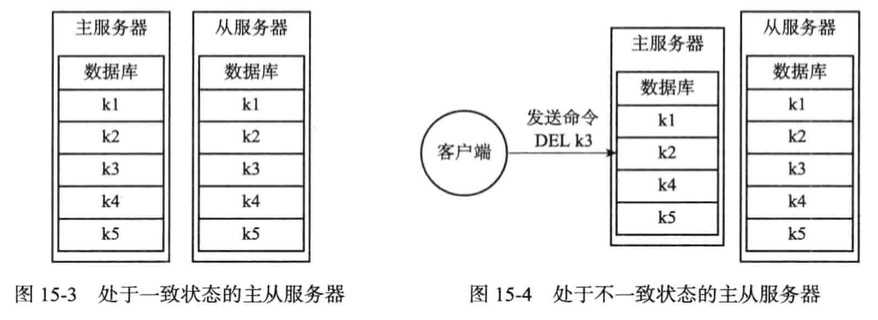 主服务器
数据库
k1
k2
k3
k4
k5
从服务器
数据库
k1
k2
k3
k4
k5
图 15-3 处于一致状态的主从服务器
客户端
发送命令
DEL k3
主服务器
数据库
k1
k2
k4
k5
从服务器
数据库
k1
k2
k3
k4
k5
图 15-4 处于不一致状态的主从服务器